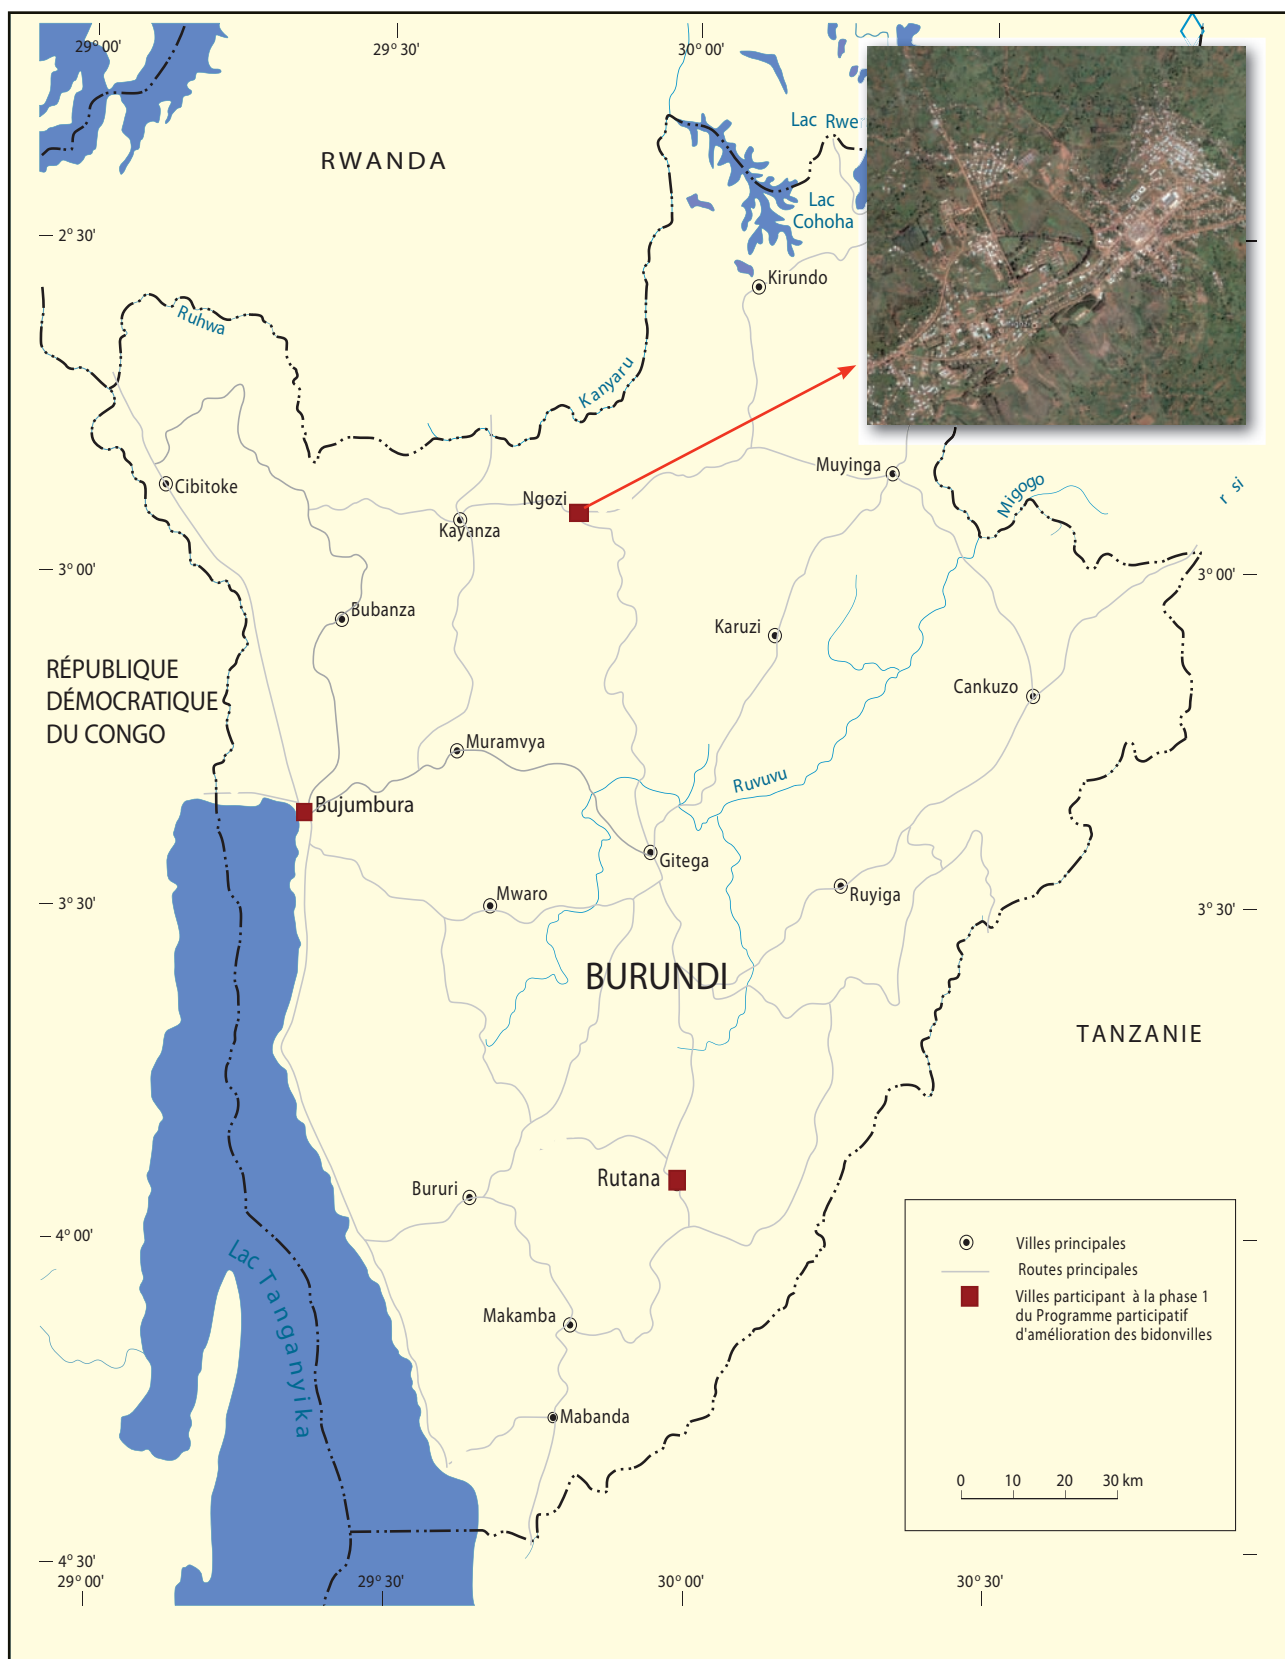 29° 00'
29° 30'
30° 00'
RWANDA
Lac
Lac
Cohoha
2° 30'
Kirundo
Ruhwa
Kanyaru
Muyinga
Cibitoke
Ngozi
Kayanza
Migogo
3° 00'
3° 00'
Bubanza
Karuzi
RÉPUBLIQUE
DÉMOCRATIQUE
DU CONGO
Cankuzo
Muramvya
Ruvuvu
Bujumbura
Gitega
Mwaro
Ruyiga
3° 30'
3° 30'
BURUNDI
TANZANIE
Rutana
Bururi
4° 00'
Lac Tanganyika
Makamba
Mabanda
Villes principales
Routes principales
Villes participant à la phase 1
du Programme participatif
d'amélioration des bidonvilles
0 10 20 30 km
4° 30'
29° 00'
29° 30'
30° 00'
30° 30'